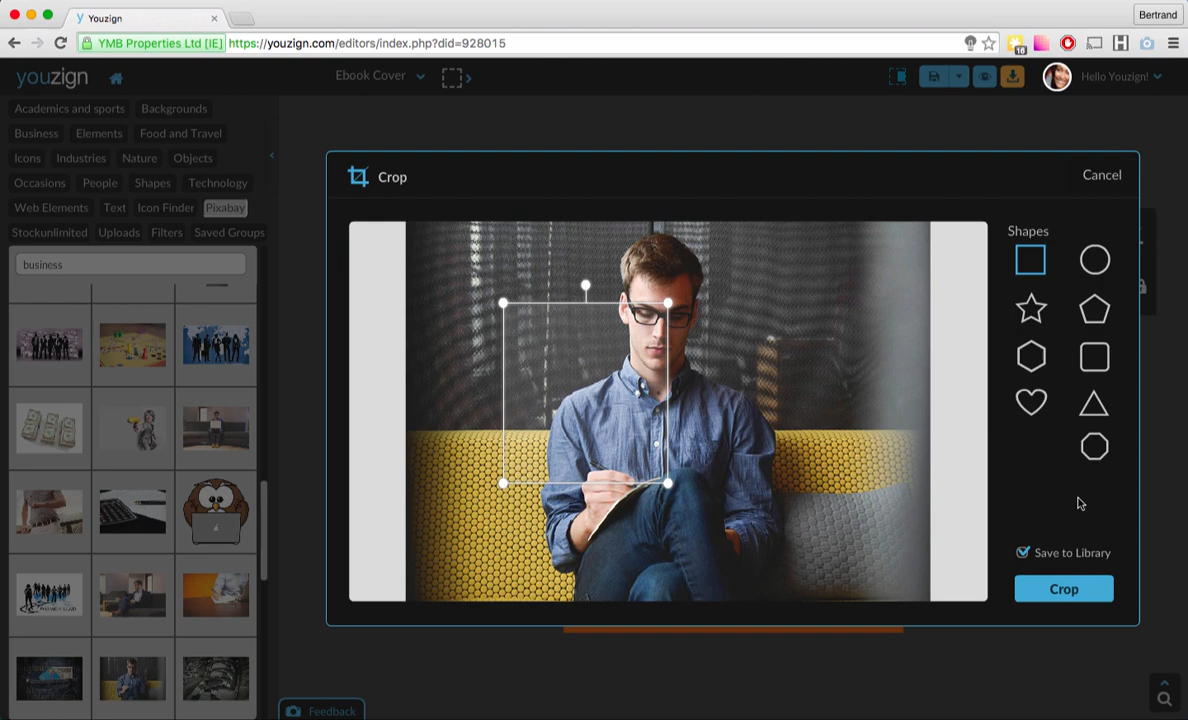 Youzign
Bertrand
YMB Properties Ltd [IE] https://youzign.com/editors/index.php?did=928015
16
youzign
Ebook Cover
Hello Youzign!
Academics and sports Backgrounds
Business Elements Food and Travel
Icons Industries Nature Objects
Occasions People Shapes Technology
Web Elements Text Icon Finder Pixabay
Stockunlimited Uploads Filters Saved Groups
business
Crop
Cancel
Shapes
Save to Library
Crop
Feedback